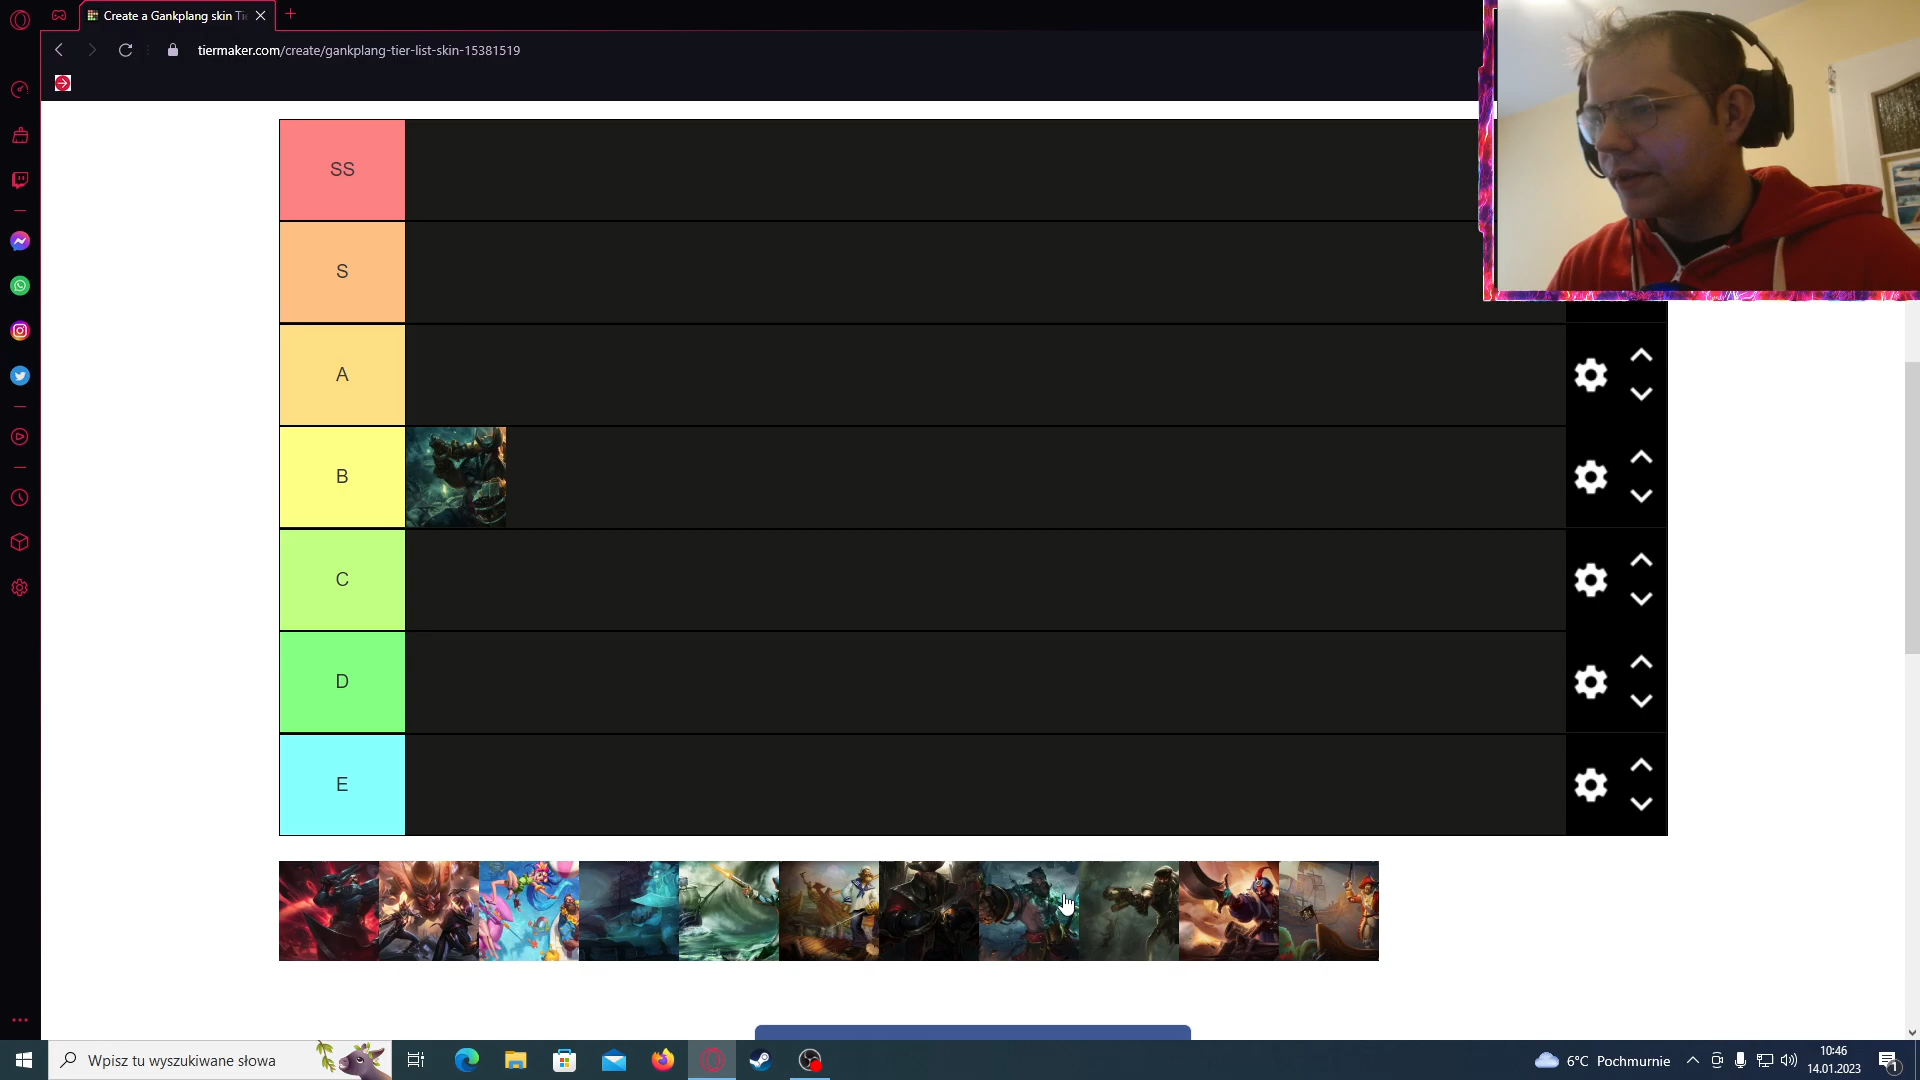 Create a Gankplang skin Ti
tiermaker.com/create/gankplang-tier-list-skin-15381519
SS
S
A
B
C
D
E
Wpisz tu wyszukiwane słowa
6°C Pochmurnie
10:46
14.01.2023
1